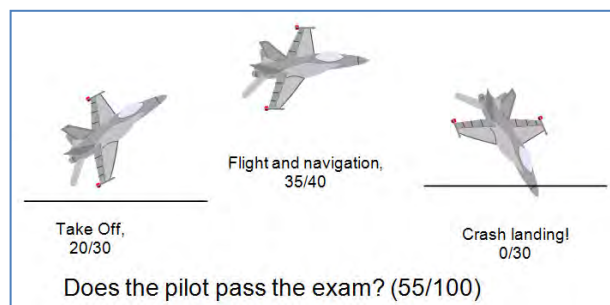 Take Off,
20/30
Flight and navigation,
35/40
Crash landing!
0/30
Does the pilot pass the exam? (55/100)